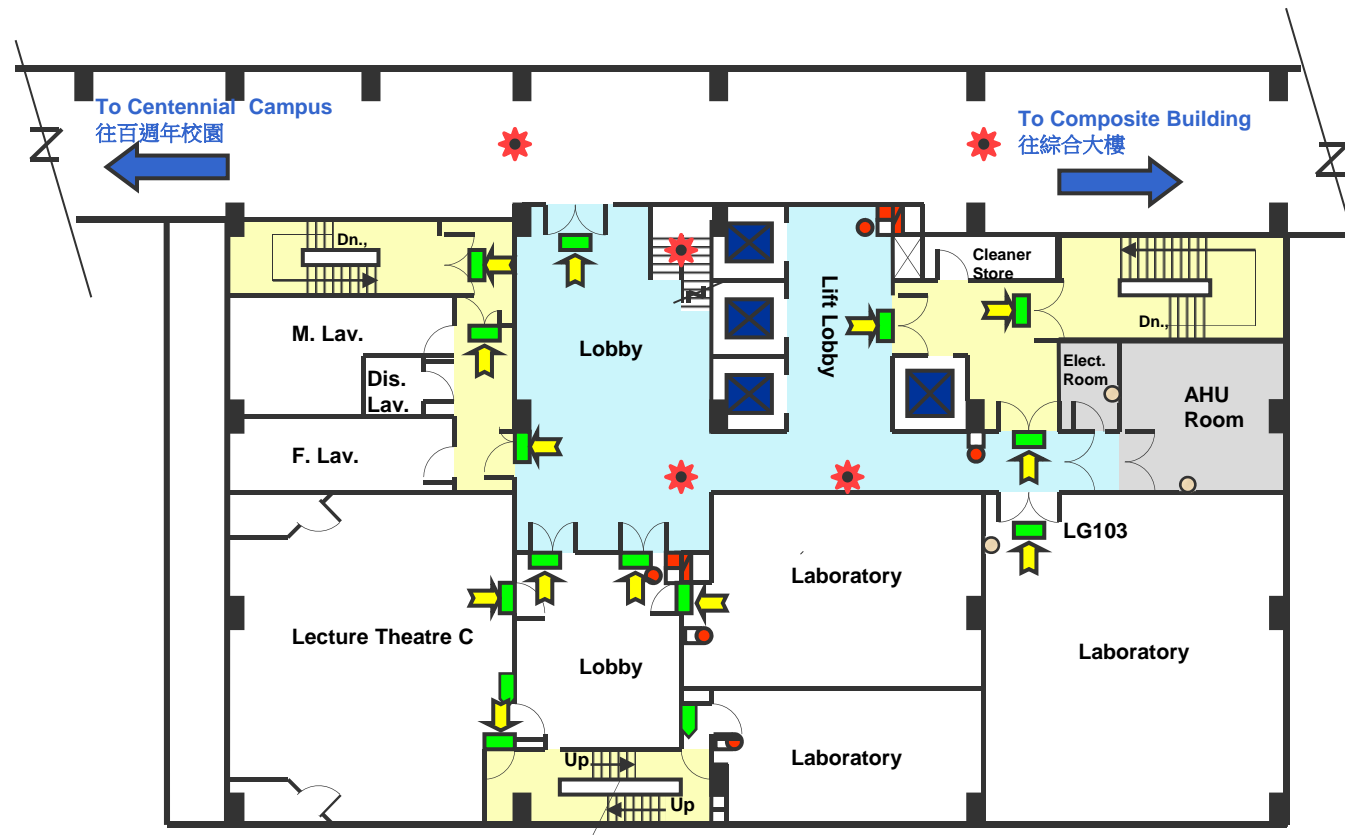 To Centennial Campus
往百週年校園
To Composite Building
往綜合大樓
Dn.,
Cleaner
Store
Lift Lobby
Dn.,
M. Lav.
Lobby
Elect.
Room
Dis.
Lav.
AHU
Room
F. Lav.
LG103
Laboratory
Lecture Theatre C
Lobby
Laboratory
Laboratory
Up
Up